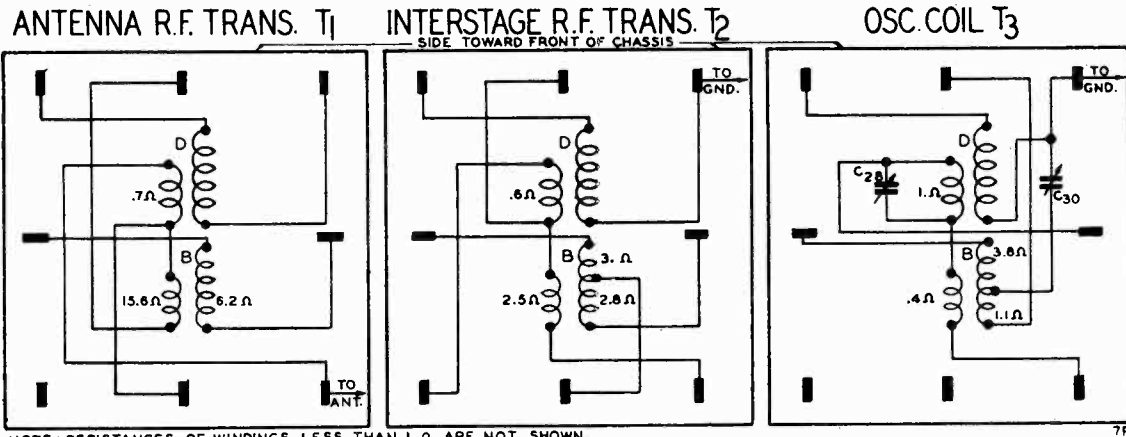 ANTENNA R.F. TRANS. T1 INTERSTAGE R.F. TRANS. T2 OSC. COIL T3
SIDE TOWARD FRONT OF CHASSIS
TO GND.
TO GND.
D D D
.7Ω .6Ω C28 1.Ω C30
B B 3.Ω B 3.8Ω
15.6Ω 6.2Ω 2.5Ω 2.8Ω .4Ω 1.1Ω
TO ANT.
NOTE: RESISTANCES OF WINDINGS LESS THAN 1 Ω ARE NOT SHOWN